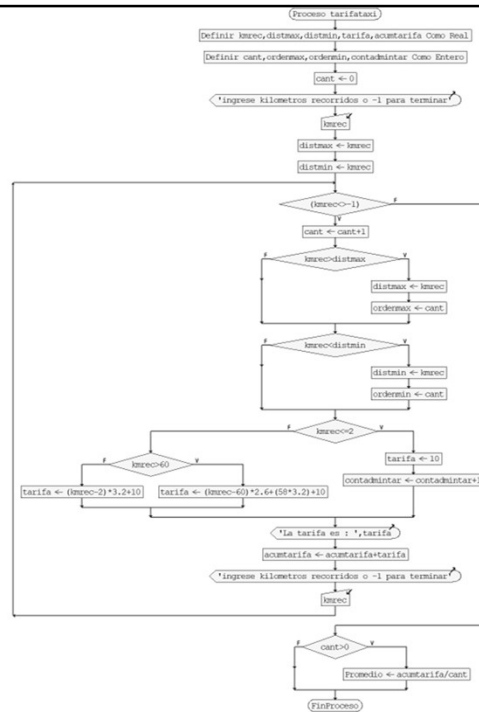 Proceso tarifataxi
Definir kmrec,distmax,distmin,tarifa,acumtarifa Como Real
Definir cant,ordenmax,ordenmin,contadmintar Como Entero
cant ← 0
'ingrese kilometros recorridos o -1 para terminar'
kmrec
distmax ← kmrec
distmin ← kmrec
(kmrec<>-1)
F
V
cant ← cant+1
kmrec>distmax
F
V
distmax ← kmrec
ordenmax ← cant
kmrec<distmin
F
V
distmin ← kmrec
ordenmin ← cant
kmrec<=2
F
V
kmrec>60
F
V
tarifa ← 10
contadmintar ← contadmintar+1
tarifa ← (kmrec-2)*3.2+10
tarifa ← (kmrec-60)*2.6+(58*3.2)+10
'La tarifa es : ',tarifa
acumtarifa ← acumtarifa+tarifa
'ingrese kilometros recorridos o -1 para terminar'
kmrec
cant>0
F
V
Promedio ← acumtarifa/cant
FinProceso